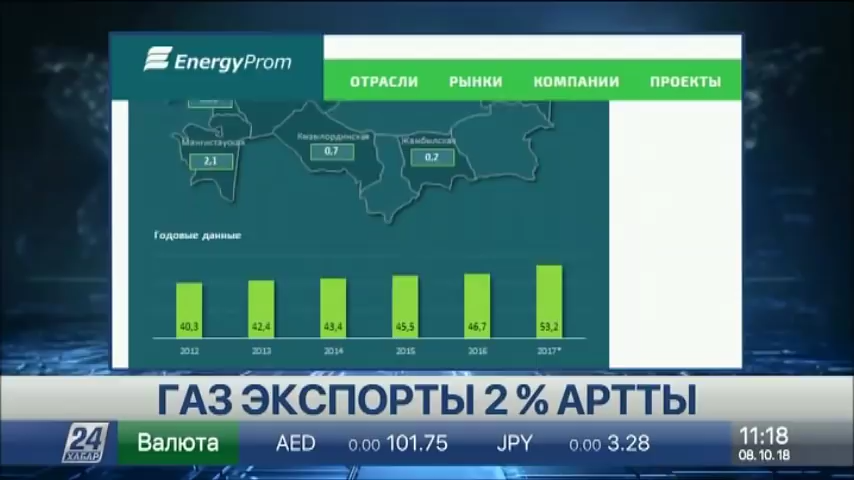 EnergyProm
ОТРАСЛИ РЫНКИ КОМПАНИИ ПРОЕКТЫ
Мангистауская Кызылординская Жамбылская
2,1 0,7 0,2
Годовые данные
40,3 42,4 43,4 45,5 46,7 53,2
2012 2013 2014 2015 2016 2017*
ГАЗ ЭКСПОРТЫ 2 % АРТТЫ
24 ХАБАР Валюта AED 0.00 101.75 JPY 0.00 3.28 11:18
08.10.18